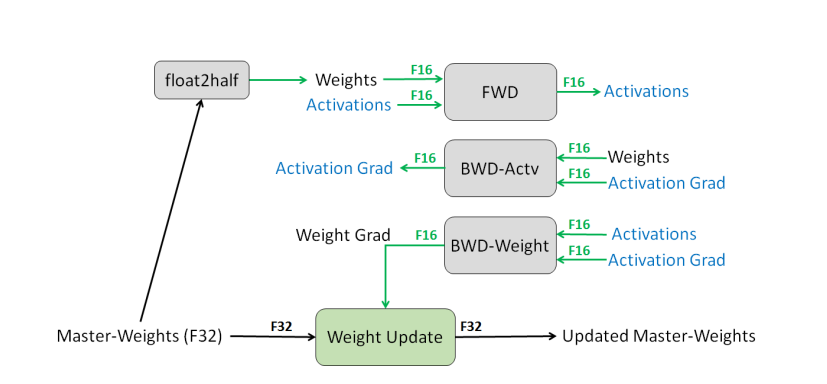 float2half
Weights
F16
Activations
F16
FWD
F16
Activations
Activation Grad
F16
BWD-Actv
F16
Weights
F16
Activation Grad
Weight Grad
F16
BWD-Weight
F16
Activations
F16
Activation Grad
Master-Weights (F32)
F32
Weight Update
F32
Updated Master-Weights